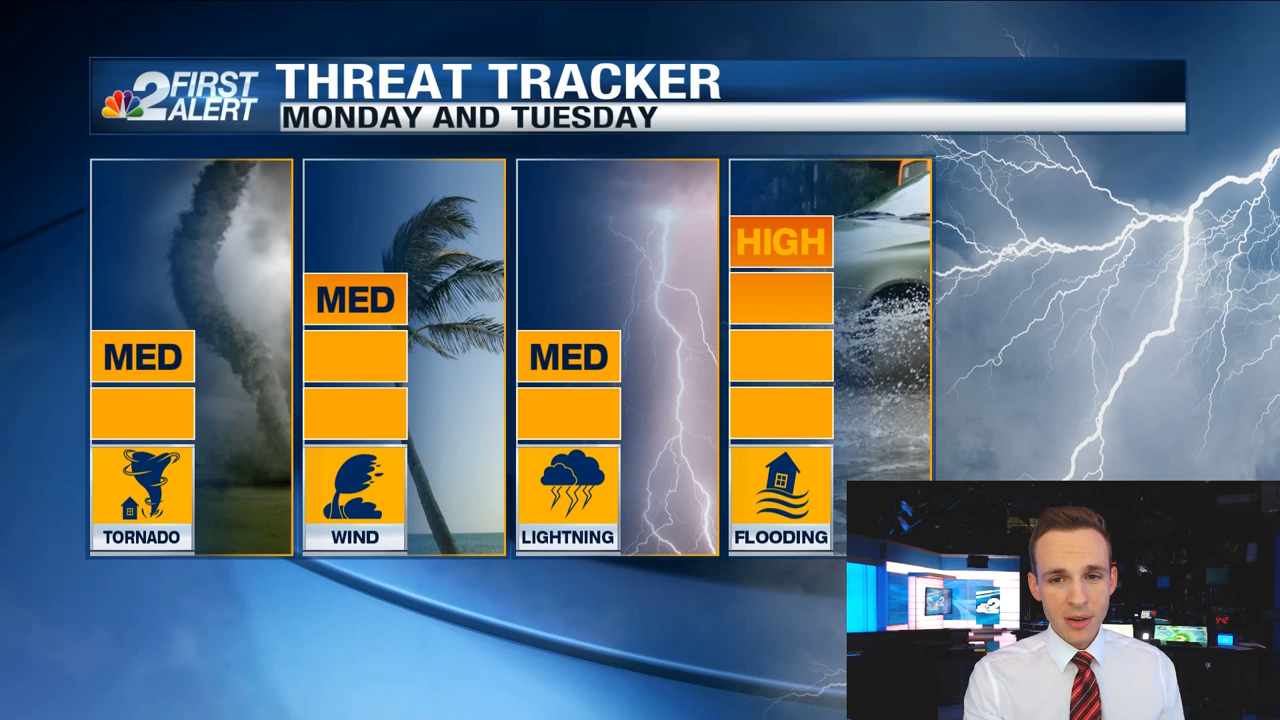 2 FIRST ALERT
THREAT TRACKER
MONDAY AND TUESDAY
HIGH
MED
MED
MED
TORNADO
WIND
LIGHTNING
FLOODING